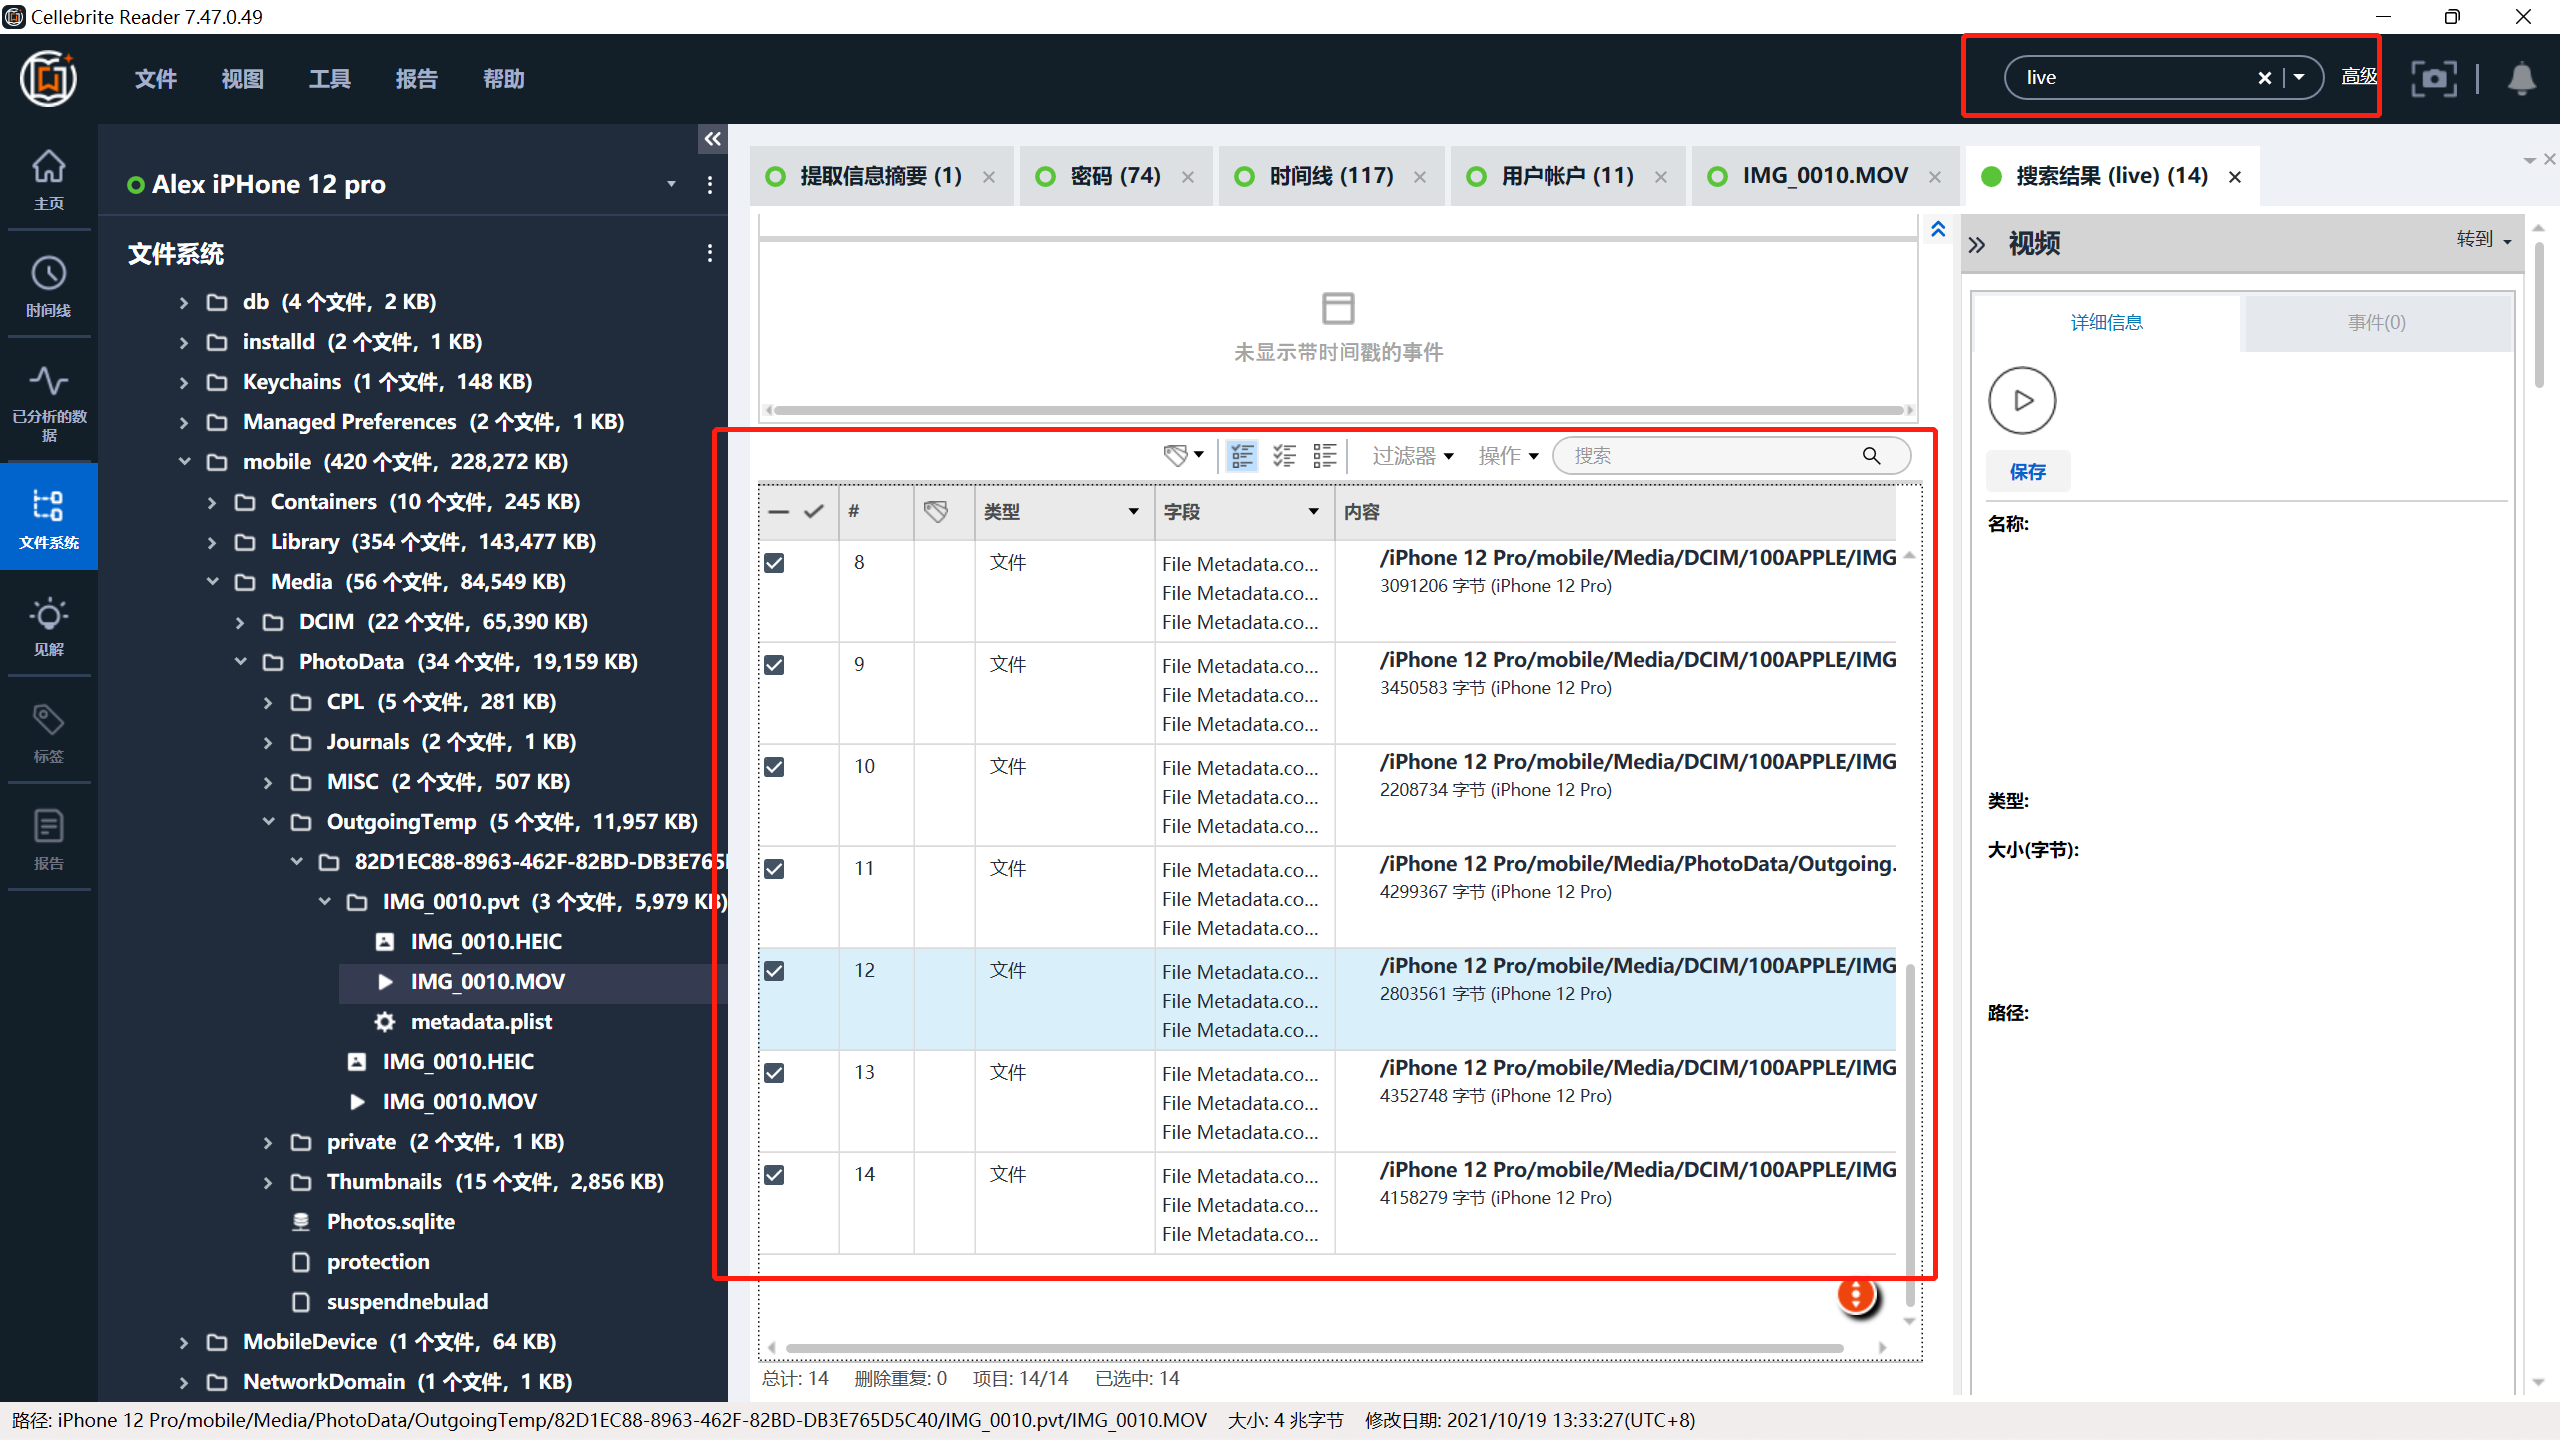 Cellebrite Reader 7.47.0.49
文件
视图
工具
报告
帮助
live
高级
主页
时间线
已分析的数
据
文件系统
见解
标签
报告
Alex iPHone 12 pro
文件系统
db (4 个文件, 2 KB)
installd (2 个文件, 1 KB)
Keychains (1 个文件, 148 KB)
Managed Preferences (2 个文件, 1 KB)
mobile (420 个文件, 228,272 KB)
Containers (10 个文件, 245 KB)
Library (354 个文件, 143,477 KB)
Media (56 个文件, 84,549 KB)
DCIM (22 个文件, 65,390 KB)
PhotoData (34 个文件, 19,159 KB)
CPL (5 个文件, 281 KB)
Journals (2 个文件, 1 KB)
MISC (2 个文件, 507 KB)
OutgoingTemp (5 个文件, 11,957 KB)
82D1EC88-8963-462F-82BD-DB3E765
IMG_0010.pvt (3 个文件, 5,979 KB)
IMG_0010.HEIC
IMG_0010.MOV
metadata.plist
IMG_0010.HEIC
IMG_0010.MOV
private (2 个文件, 1 KB)
Thumbnails (15 个文件, 2,856 KB)
Photos.sqlite
protection
suspendnebulad
MobileDevice (1 个文件, 64 KB)
NetworkDomain (1 个文件, 1 KB)
提取信息摘要 (1)
密码 (74)
时间线 (117)
用户帐户 (11)
IMG_0010.MOV
搜索结果 (live) (14)
未显示带时间戳的事件
过滤器
操作
搜索
# 类型 字段 内容
8 文件 File Metadata.co... /iPhone 12 Pro/mobile/Media/DCIM/100APPLE/IMG
File Metadata.co... 3091206 字节 (iPhone 12 Pro)
File Metadata.co...
9 文件 File Metadata.co... /iPhone 12 Pro/mobile/Media/DCIM/100APPLE/IMG
File Metadata.co... 3450583 字节 (iPhone 12 Pro)
File Metadata.co...
10 文件 File Metadata.co... /iPhone 12 Pro/mobile/Media/DCIM/100APPLE/IMG
File Metadata.co... 2208734 字节 (iPhone 12 Pro)
File Metadata.co...
11 文件 File Metadata.co... /iPhone 12 Pro/mobile/Media/PhotoData/Outgoing.
File Metadata.co... 4299367 字节 (iPhone 12 Pro)
File Metadata.co...
12 文件 File Metadata.co... /iPhone 12 Pro/mobile/Media/DCIM/100APPLE/IMG
File Metadata.co... 2803561 字节 (iPhone 12 Pro)
File Metadata.co...
13 文件 File Metadata.co... /iPhone 12 Pro/mobile/Media/DCIM/100APPLE/IMG
File Metadata.co... 4352748 字节 (iPhone 12 Pro)
File Metadata.co...
14 文件 File Metadata.co... /iPhone 12 Pro/mobile/Media/DCIM/100APPLE/IMG
File Metadata.co... 4158279 字节 (iPhone 12 Pro)
File Metadata.co...
总计: 14 删除重复: 0 项目: 14/14 已选中: 14
视频
转到
详细信息
事件(0)
保存
名称:
类型:
大小(字节):
路径:
路径: iPhone 12 Pro/mobile/Media/PhotoData/OutgoingTemp/82D1EC88-8963-462F-82BD-DB3E765D5C40/IMG_0010.pvt/IMG_0010.MOV 大小: 4 兆字节 修改日期: 2021/10/19 13:33:27(UTC+8)